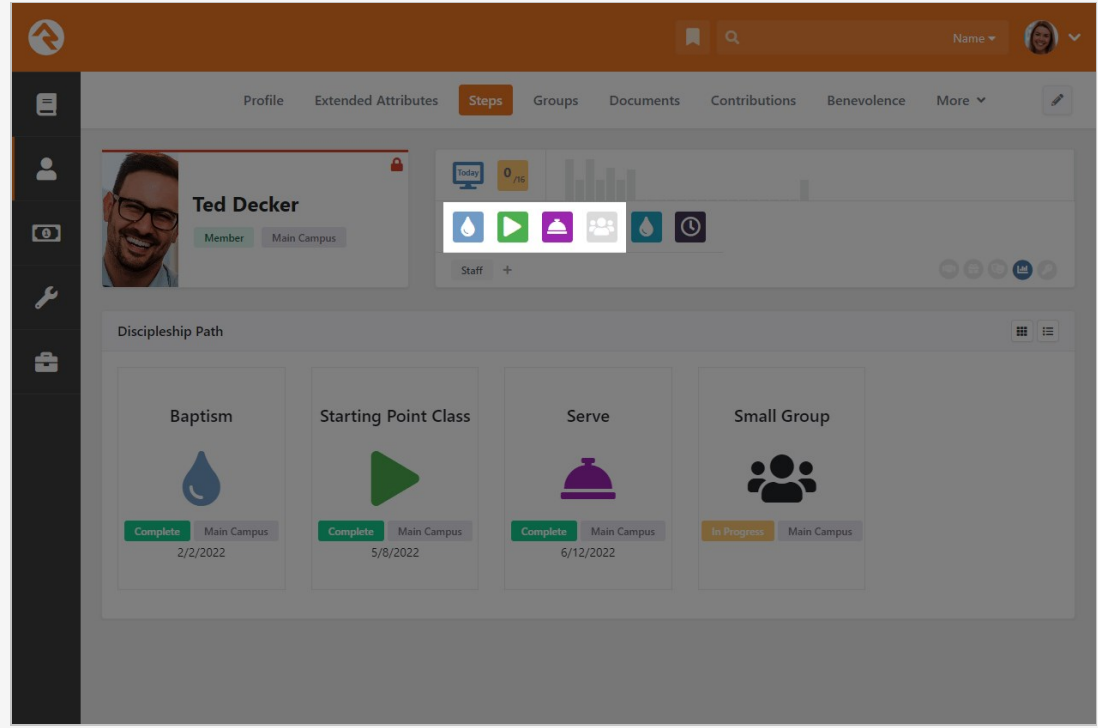 Name
Profile Extended Attributes Steps Groups Documents Contributions Benevolence More
Today 0 /16
Ted Decker
Member Main Campus
Staff +
Discipleship Path
Baptism Starting Point Class Serve Small Group
Complete Main Campus Complete Main Campus Complete Main Campus In Progress Main Campus
2/2/2022 5/8/2022 6/12/2022